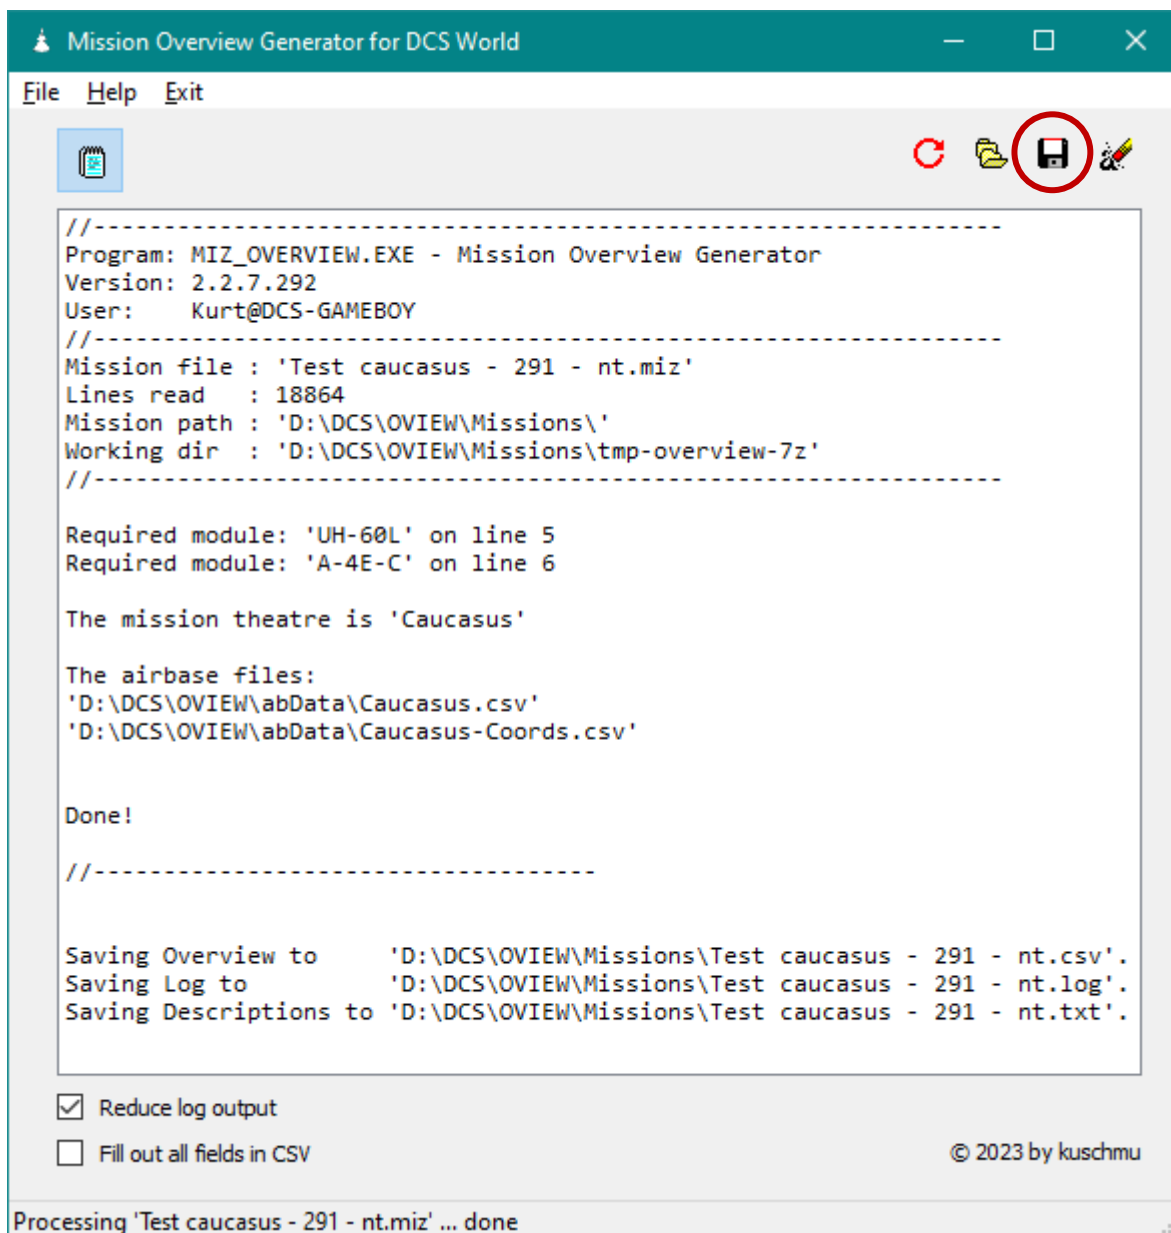 Mission Overview Generator for DCS World
File Help Exit
//-----------------------------------------------------------------
Program: MIZ_OVERVIEW.EXE - Mission Overview Generator
Version: 2.2.7.292
User:    Kurt@DCS-GAMEBOY
//-----------------------------------------------------------------
Mission file : 'Test caucasus - 291 - nt.miz'
Lines read   : 18864
Mission path : 'D:\DCS\OVIEW\Missions\'
Working dir  : 'D:\DCS\OVIEW\Missions\tmp-overview-7z'
//-----------------------------------------------------------------
Required module: 'UH-60L' on line 5
Required module: 'A-4E-C' on line 6
The mission theatre is 'Caucasus'
The airbase files:
'D:\DCS\OVIEW\abData\Caucasus.csv'
'D:\DCS\OVIEW\abData\Caucasus-Coords.csv'
Done!
//------------------------------------
Saving Overview to     'D:\DCS\OVIEW\Missions\Test caucasus - 291 - nt.csv'.
Saving Log to          'D:\DCS\OVIEW\Missions\Test caucasus - 291 - nt.log'.
Saving Descriptions to 'D:\DCS\OVIEW\Missions\Test caucasus - 291 - nt.txt'.
Reduce log output
Fill out all fields in CSV
© 2023 by kuschmu
Processing 'Test caucasus - 291 - nt.miz' ... done